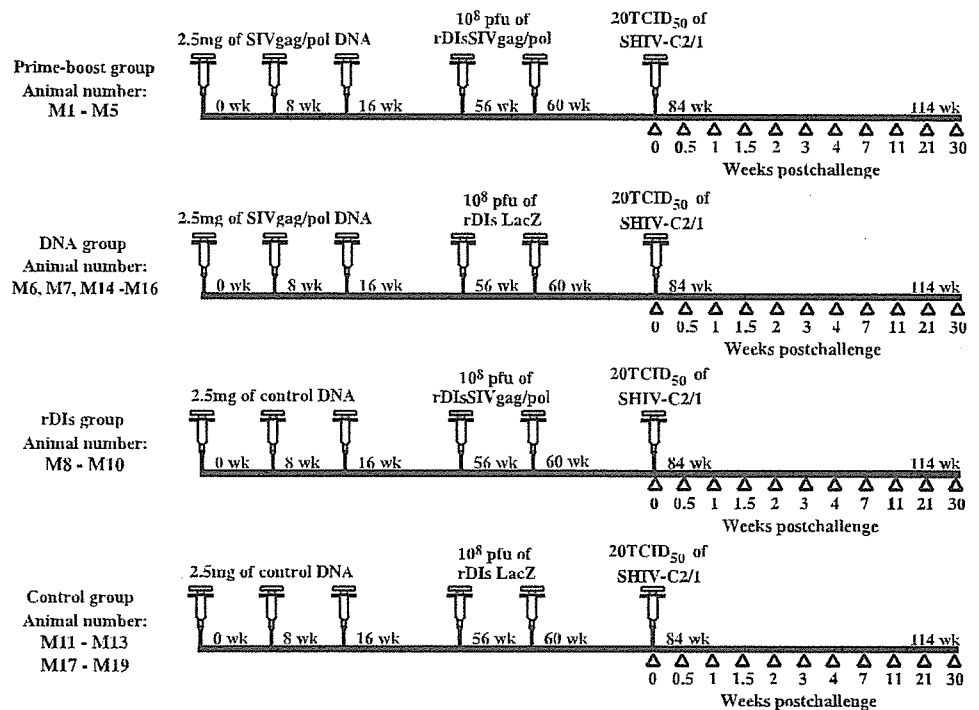 10⁸ pfu of
20TCID₅₀ of
2.5mg of SIVgag/pol DNA
rDIsSIVgag/pol
SHIV-C2/1
Prime-boost group
Animal number:
M1 - M5
0 wk 8 wk 16 wk 56 wk 60 wk 84 wk 114 wk
0 0.5 1 1.5 2 3 4 7 11 21 30
Weeks postchallenge
10⁸ pfu of
20TCID₅₀ of
2.5mg of SIVgag/pol DNA
rDIs LacZ
SHIV-C2/1
DNA group
Animal number:
M6, M7, M14 -M16
0 wk 8 wk 16 wk 56 wk 60 wk 84 wk 114 wk
0 0.5 1 1.5 2 3 4 7 11 21 30
Weeks postchallenge
10⁸ pfu of
20TCID₅₀ of
2.5mg of control DNA
rDIsSIVgag/pol
SHIV-C2/1
rDIs group
Animal number:
M8 - M10
0 wk 8 wk 16 wk 56 wk 60 wk 84 wk 114 wk
0 0.5 1 1.5 2 3 4 7 11 21 30
Weeks postchallenge
10⁸ pfu of
20TCID₅₀ of
2.5mg of control DNA
rDIs LacZ
SHIV-C2/1
Control group
Animal number:
M11 - M13
M17 - M19
0 wk 8 wk 16 wk 56 wk 60 wk 84 wk 114 wk
0 0.5 1 1.5 2 3 4 7 11 21 30
Weeks postchallenge